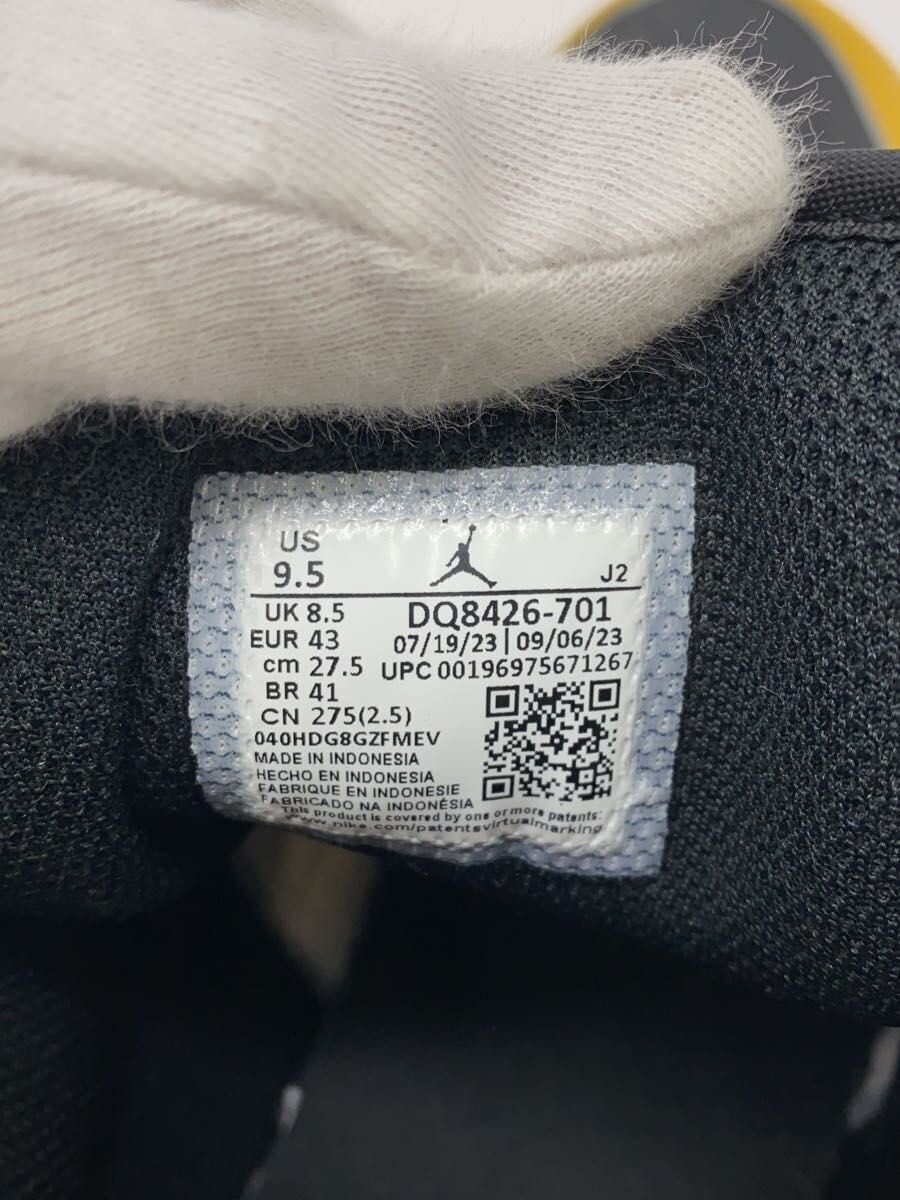 US
9.5
J2
UK 8.5
DQ8426-701
EUR 43
07/19/23 | 09/06/23
cm 27.5
UPC 00196975671267
BR 41
CN 275(2.5)
040HDG8GZFMEV
MADE IN INDONESIA
HECHO EN INDONESIA
FABRIQUE EN INDONESIE
FABRICADO NA INDONÉSIA
This product is covered by one or more patents:
www.nike.com/patentsvirtualmarking